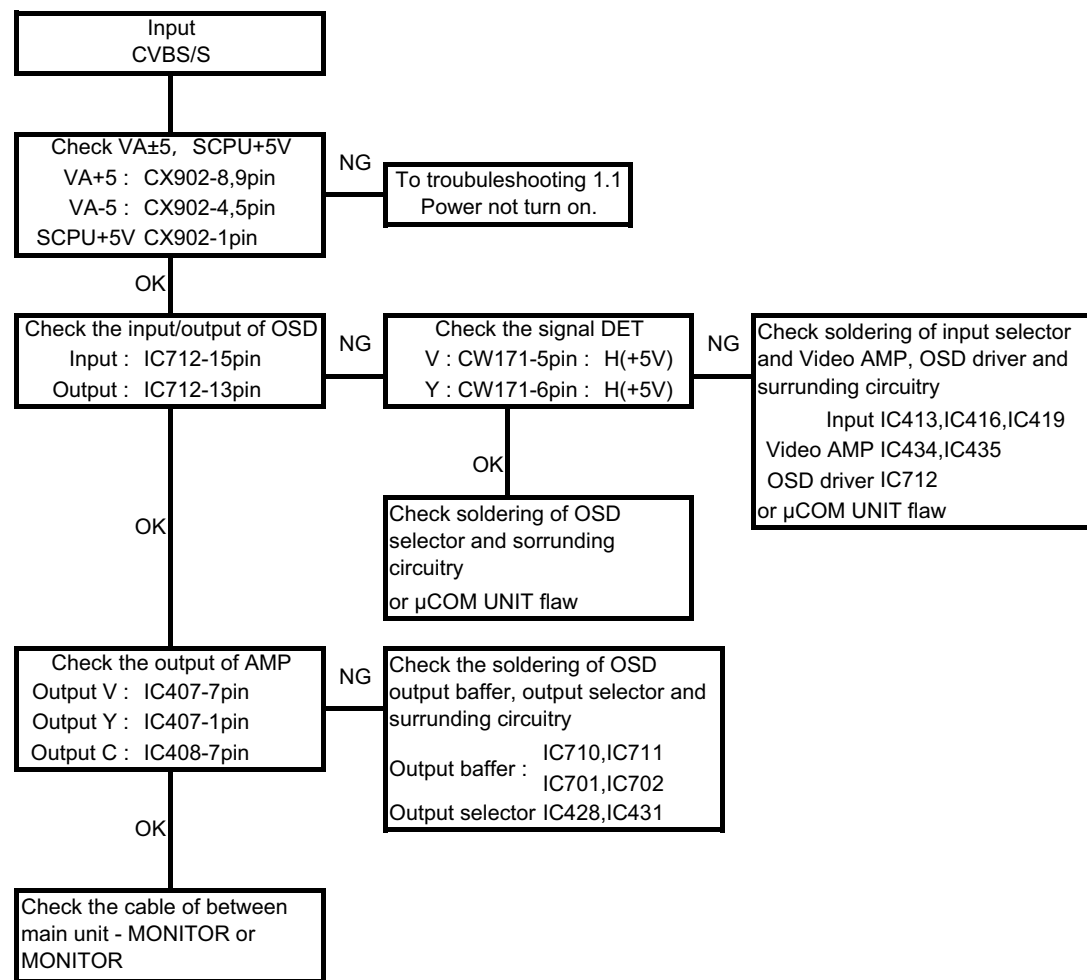 Input
CVBS/S
Check VA±5, SCPU+5V
VA+5 : CX902-8,9pin
VA-5 : CX902-4,5pin
SCPU+5V CX902-1pin
NG
To troubuleshooting 1.1
Power not turn on.
OK
Check the input/output of OSD
Input : IC712-15pin
Output : IC712-13pin
NG
Check the signal DET
V : CW171-5pin : H(+5V)
Y : CW171-6pin : H(+5V)
NG
Check soldering of input selector
and Video AMP, OSD driver and
surrunding circuitry
Input IC413,IC416,IC419
Video AMP IC434,IC435
OSD driver IC712
or μCOM UNIT flaw
OK
Check soldering of OSD
selector and sorrunding
circuitry
or μCOM UNIT flaw
OK
Check the output of AMP
Output V : IC407-7pin
Output Y : IC407-1pin
Output C : IC408-7pin
NG
Check the soldering of OSD
output baffer, output selector and
surrunding circuitry
Output baffer : IC710,IC711
IC701,IC702
Output selector IC428,IC431
OK
Check the cable of between
main unit - MONITOR or
MONITOR